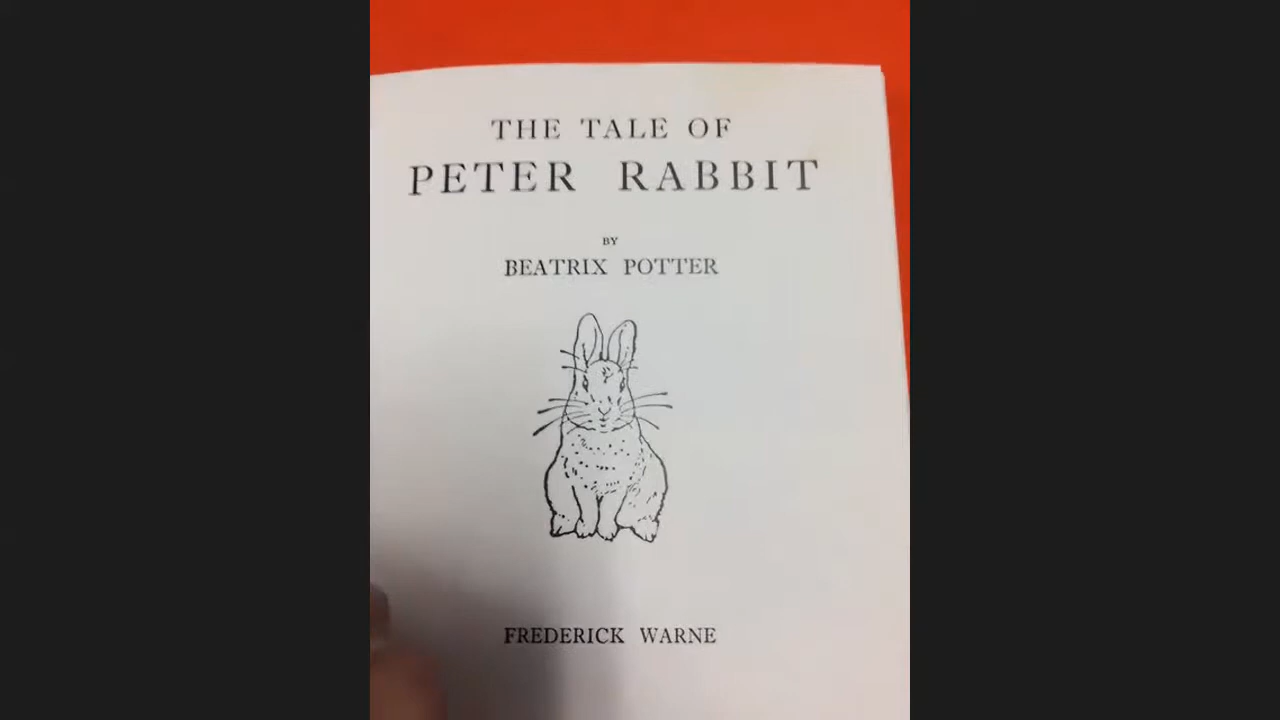 THE TALE OF
PETER RABBIT
BY
BEATRIX POTTER
FREDERICK WARNE